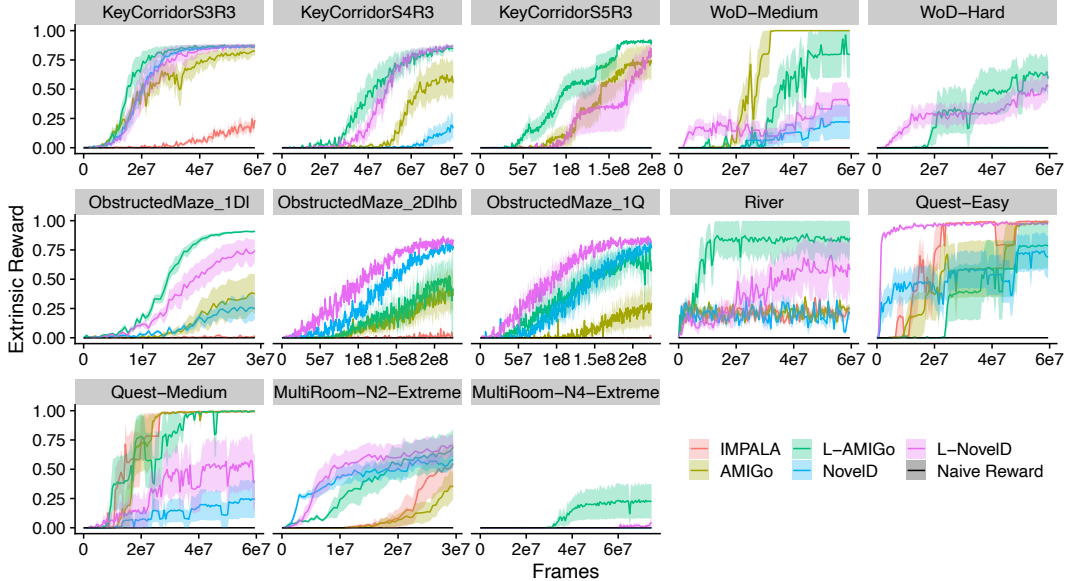 KeyCorridorS3R3 KeyCorridorS4R3 KeyCorridorS5R3 WoD−Medium WoD−Hard
1.00
0.75
0.50
0.25
0.00
0 2e7 4e7 6e7 0 2e7 4e7 6e7 8e7 0 5e7 1e8 1.5e8 2e8 0 2e7 4e7 6e7 0 2e7 4e7 6e7
ObstructedMaze_1Dl ObstructedMaze_2Dlhb ObstructedMaze_1Q River Quest−Easy
1.00
0.75
0.50
0.25
0.00
0 1e7 2e7 3e7 0 5e7 1e8 1.5e8 2e8 0 5e7 1e8 1.5e8 2e8 0 2e7 4e7 6e7 0 2e7 4e7 6e7
Extrinsic Reward
Quest−Medium MultiRoom−N2−Extreme MultiRoom−N4−Extreme
1.00
0.75
0.50
0.25
0.00
0 2e7 4e7 6e7 0 1e7 2e7 3e7 0 2e7 4e7 6e7
Frames
IMPALA L−AMIGo L−NovelD
AMIGo NovelD Naive Reward